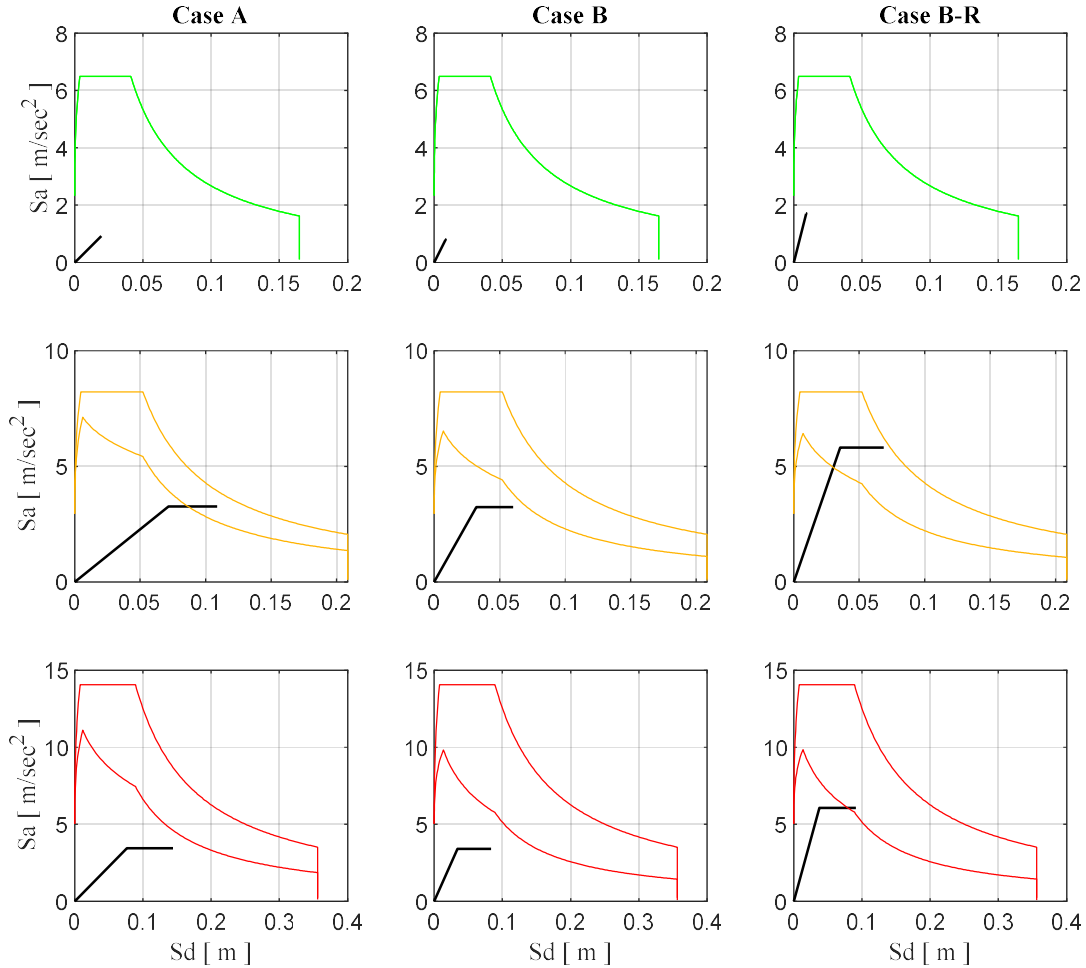 Case A Case B Case B-R
8 8 8
6 6 6
4 4 4
2 2 2
0 0 0
0 0.05 0.1 0.15 0.2 0 0.05 0.1 0.15 0.2 0 0.05 0.1 0.15 0.2
Sa [ m/sec² ]
10 10 10
5 5 5
0 0 0
0 0.05 0.1 0.15 0.2 0 0.05 0.1 0.15 0.2 0 0.05 0.1 0.15 0.2
Sa [ m/sec² ]
15 15 15
10 10 10
5 5 5
0 0 0
0 0.1 0.2 0.3 0.4 0 0.1 0.2 0.3 0.4 0 0.1 0.2 0.3 0.4
Sa [ m/sec² ]
Sd [ m ] Sd [ m ] Sd [ m ]